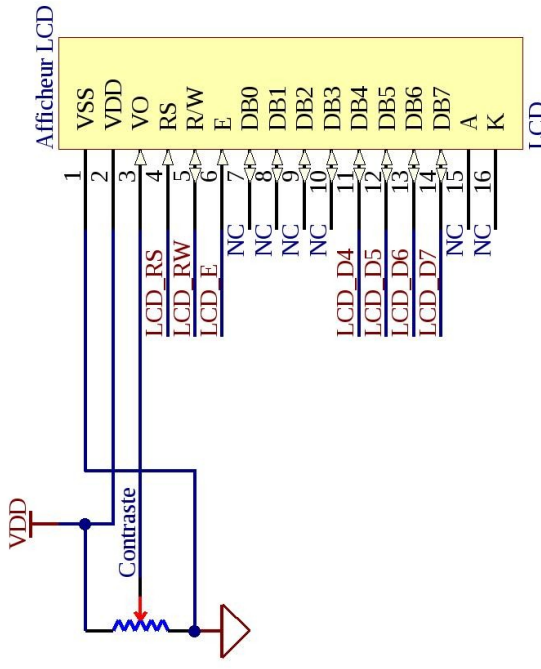 Afficheur LCD
VSS
VDD
VO
RS
R/W
E
DB0
DB1
DB2
DB3
DB4
DB5
DB6
DB7
A
K
LCD
1
2
3
4
5
6
7
8
9
10
11
12
13
14
15
16
LCD_RS
LCD_RW
LCD_E
NC
NC
NC
NC
LCD_D4
LCD_D5
LCD_D6
LCD_D7
NC
NC
VDD
Contraste